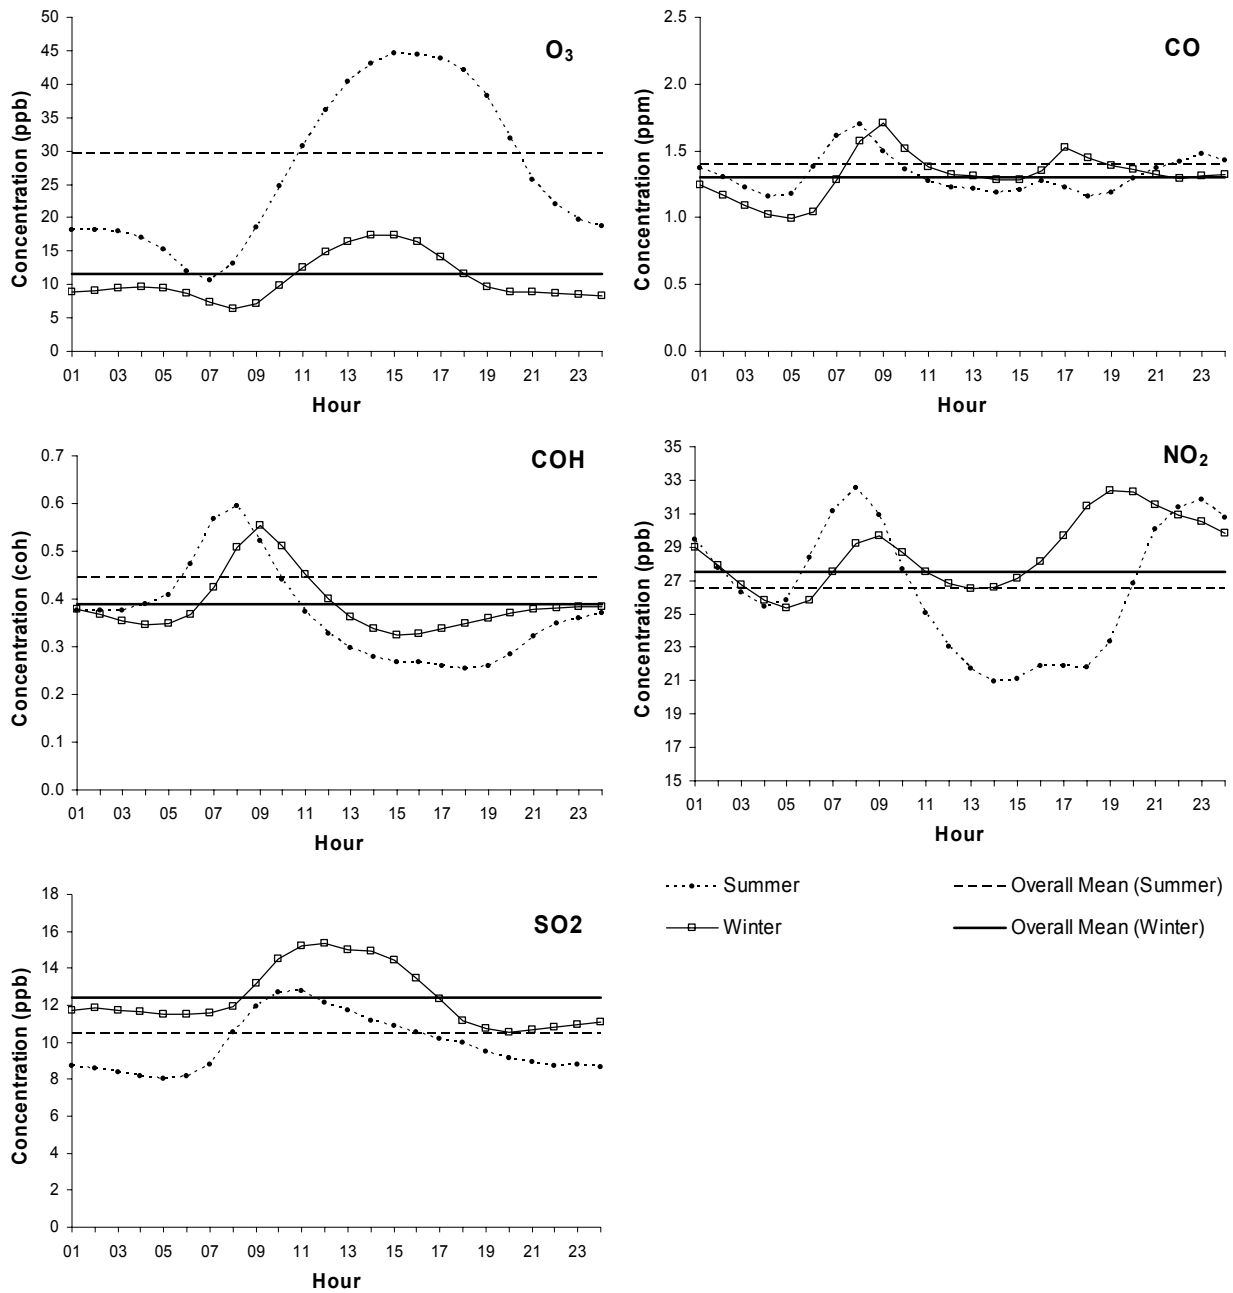 O3
Concentration (ppb)
50
45
40
35
30
25
20
15
10
5
0
01 03 05 07 09 11 13 15 17 19 21 23
Hour
CO
Concentration (ppm)
2.5
2.0
1.5
1.0
0.5
0.0
01 03 05 07 09 11 13 15 17 19 21 23
Hour
COH
Concentration (coh)
0.7
0.6
0.5
0.4
0.3
0.2
0.1
0.0
01 03 05 07 09 11 13 15 17 19 21 23
Hour
NO2
Concentration (ppb)
35
33
31
29
27
25
23
21
19
17
15
01 03 05 07 09 11 13 15 17 19 21 23
Hour
SO2
Concentration (ppb)
18
16
14
12
10
8
6
4
2
0
01 03 05 07 09 11 13 15 17 19 21 23
Hour
Summer
Overall Mean (Summer)
Winter
Overall Mean (Winter)